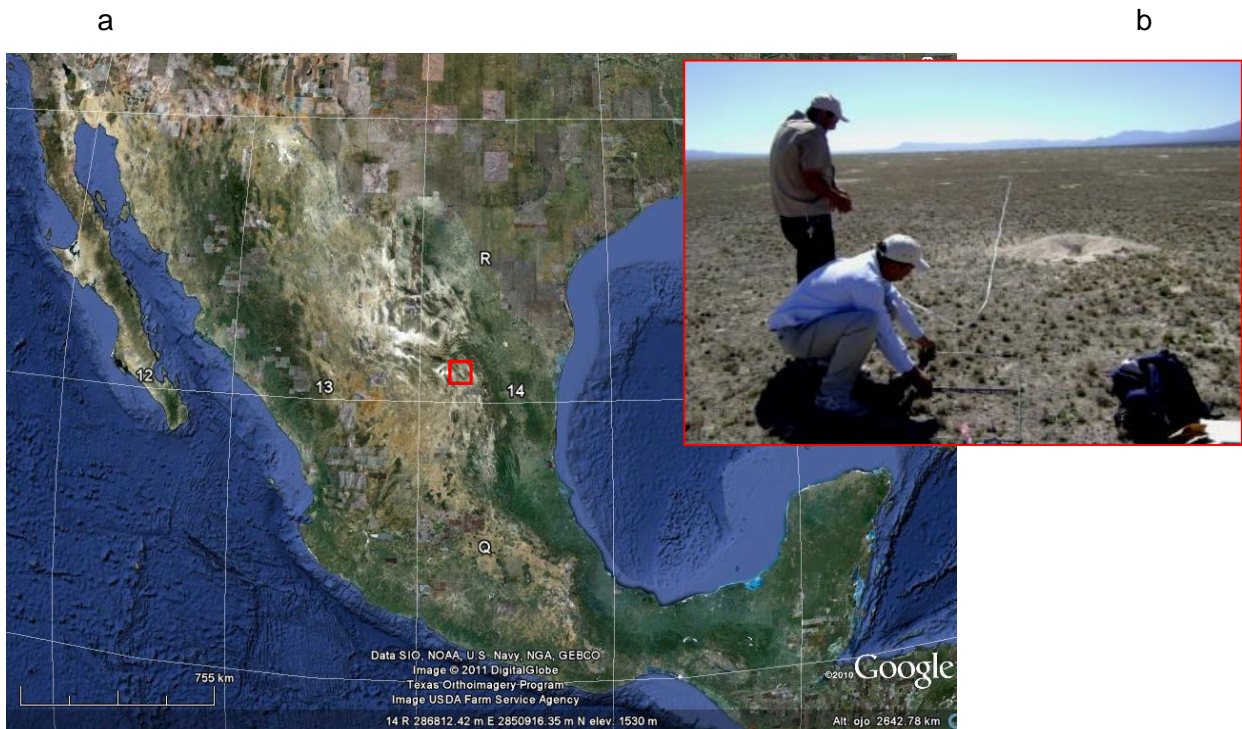 a
b
R
12
13
14
Q
Data SIO, NOAA, U.S. Navy, NGA, GEBCO
Image © 2011 DigitalGlobe
Texas Orthoimagery Program
Image USDA Farm Service Agency
©2010 Google
755 km
14 R 286812.42 m E 2850916.35 m N elev. 1530 m
Alt. ojo 2642.78 km